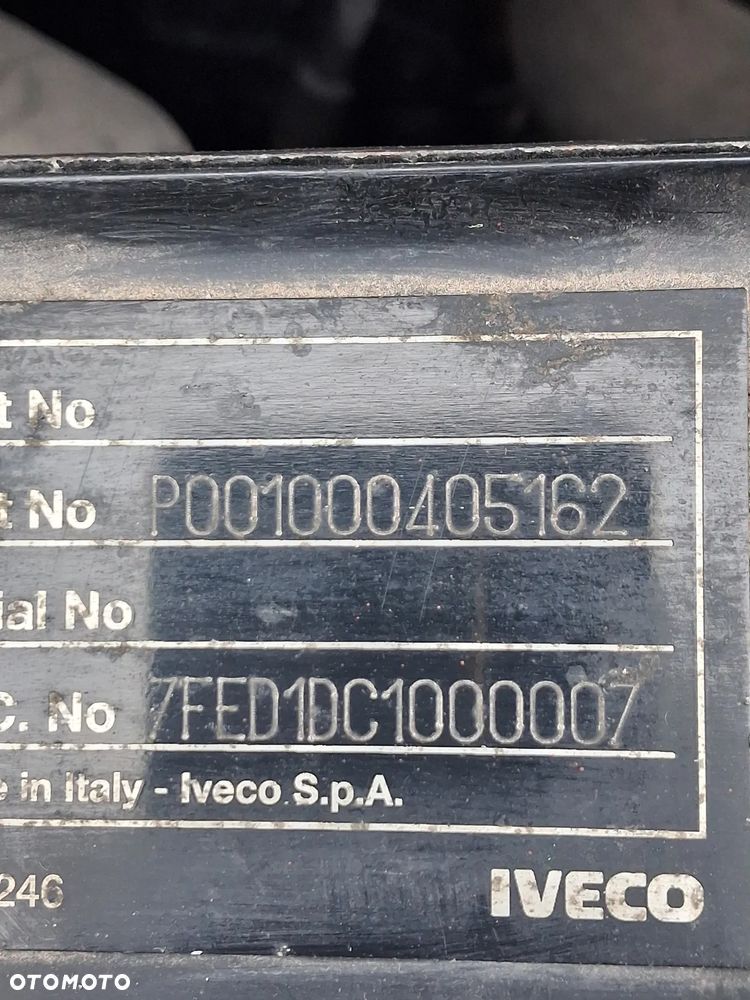 t No
t No P001000405162
ial No
C. No 7FED1DC1000007
e in Italy - Iveco S.p.A.
246 IVECO
OTOMOTO